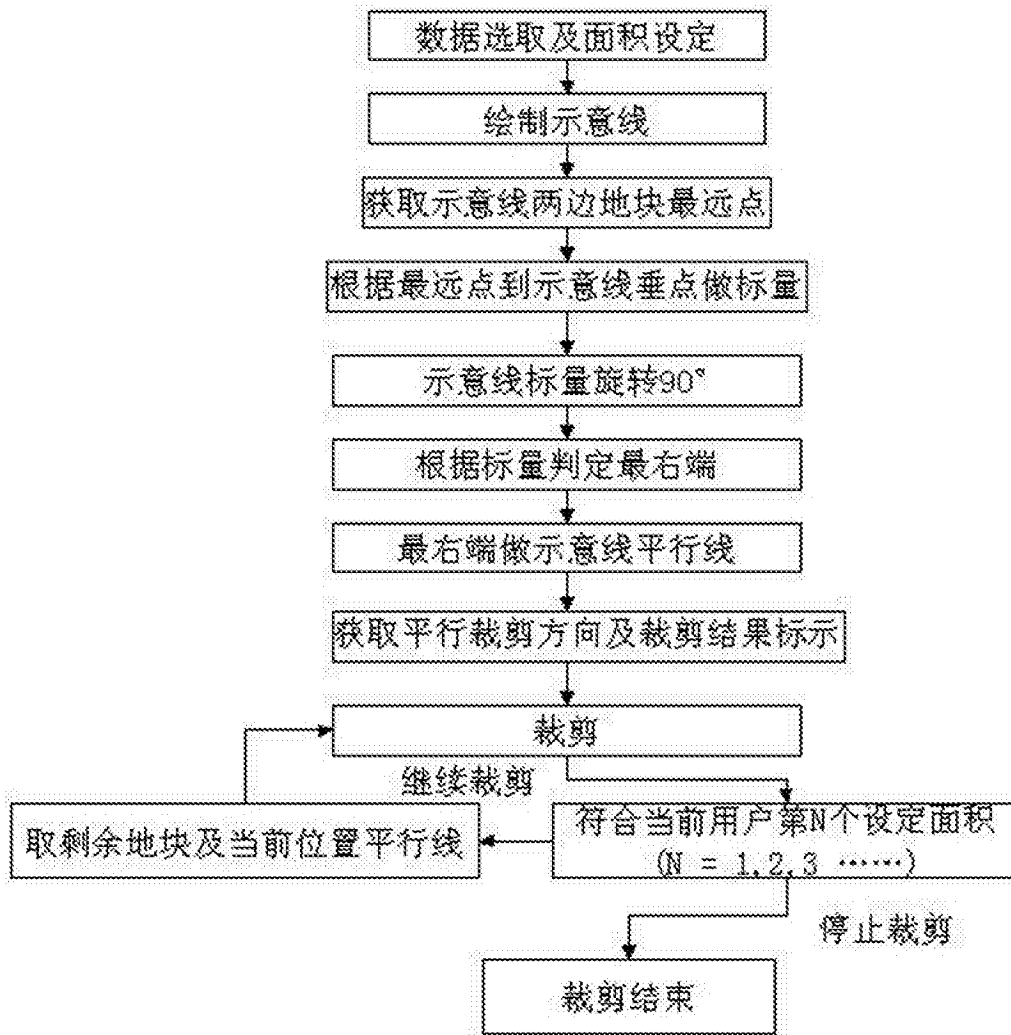 数据选取及面积设定
绘制示意线
获取示意线两边地块最远点
根据最远点到示意线垂点做标量
示意线标量旋转90°
根据标量判定最右端
最右端做示意线平行线
获取平行裁剪方向及裁剪结果标示
裁剪
继续裁剪
取剩余地块及当前位置平行线
符合当前用户第N个设定面积
(N = 1,2,3 ……)
停止裁剪
裁剪结束